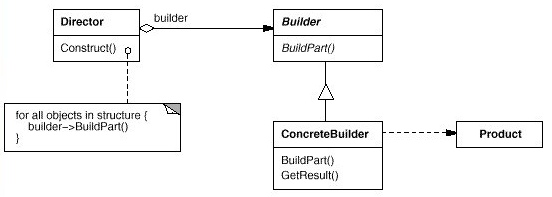 Director
Construct()
builder
Builder
BuildPart()
for all objects in structure {
builder->BuildPart()
}
ConcreteBuilder
BuildPart()
GetResult()
Product